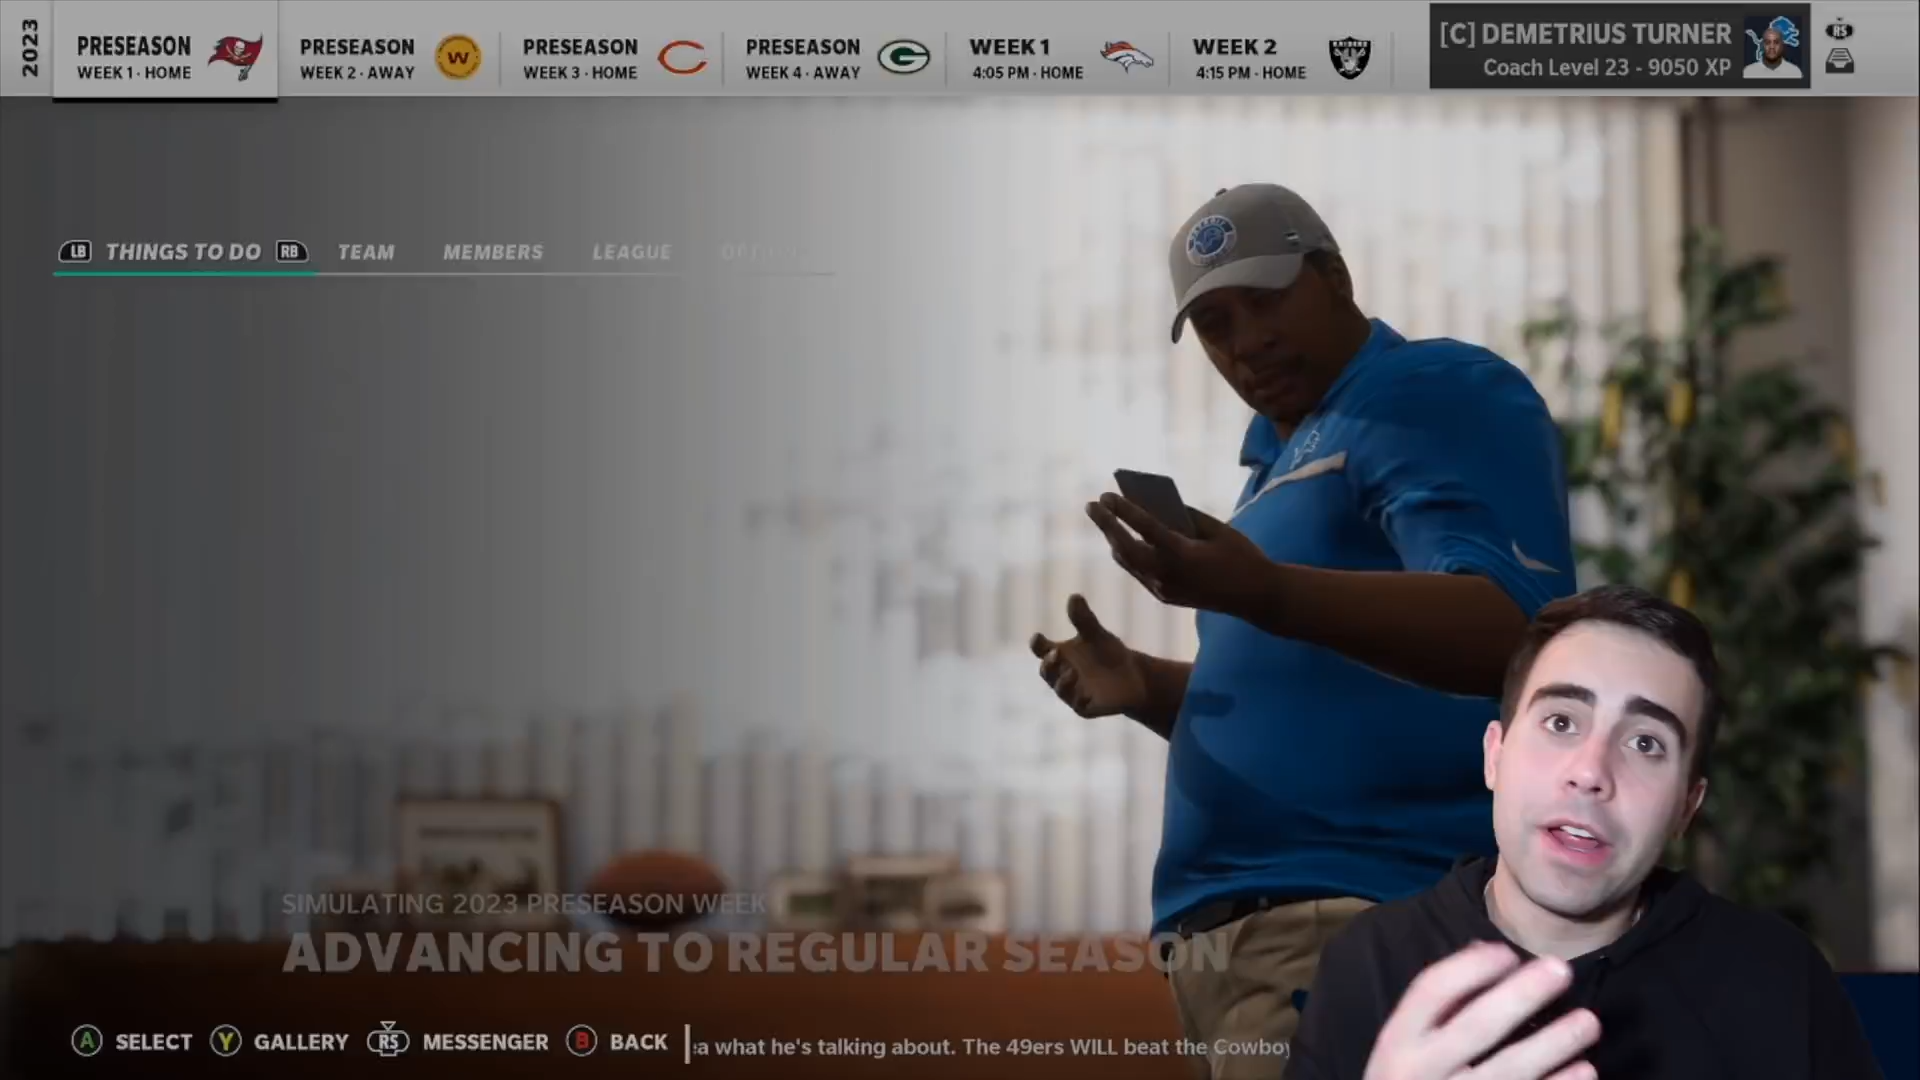 2023
PRESEASON
WEEK 1 · HOME
PRESEASON
WEEK 2 · AWAY
W
PRESEASON
WEEK 3 · HOME
PRESEASON
WEEK 4 · AWAY
G
WEEK 1
4:05 PM · HOME
WEEK 2
4:15 PM · HOME
RAIDERS
[C] DEMETRIUS TURNER
Coach Level 23 - 9050 XP
RS
LB THINGS TO DO RB TEAM MEMBERS LEAGUE
SIMULATING 2023 PRESEASON WEEK
ADVANCING TO REGULAR SEASON
A SELECT Y GALLERY RS MESSENGER B BACK
what he's talking about. The 49ers WILL beat the Cowboy